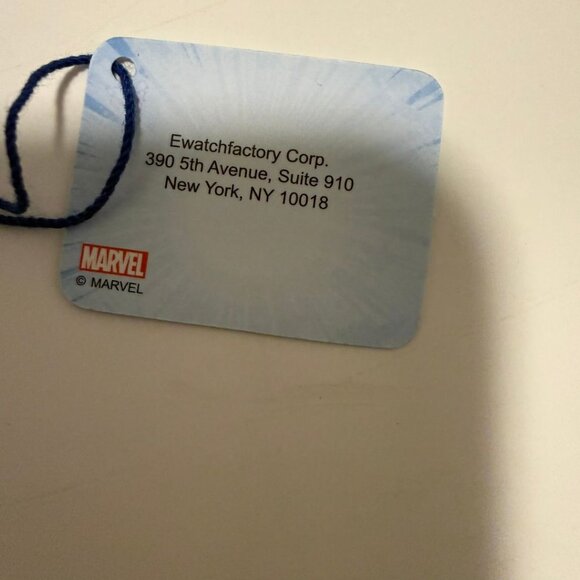 Ewatchfactory Corp.
390 5th Avenue, Suite 910
New York, NY 10018
MARVEL
© MARVEL